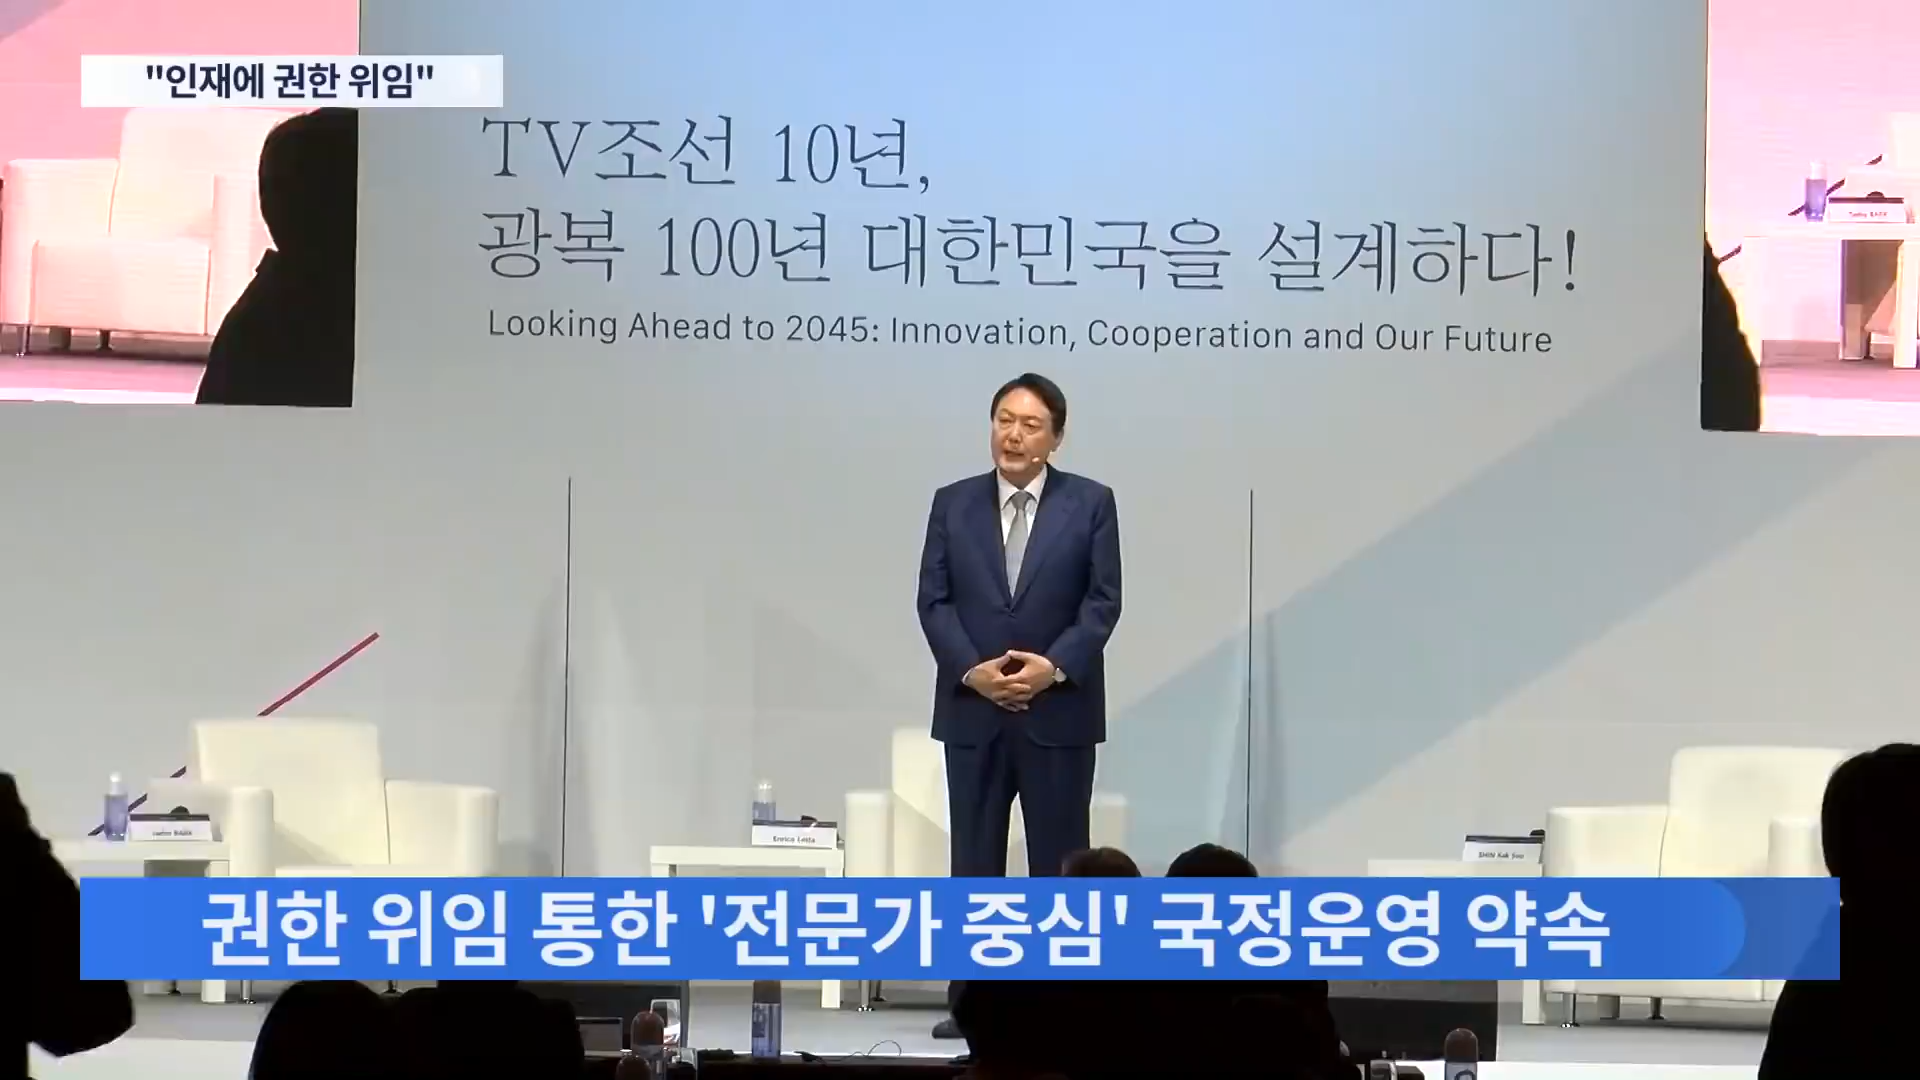 "인재에 권한 위임"
TV조선 10년,
광복 100년 대한민국을 설계하다!
Looking Ahead to 2045: Innovation, Cooperation and Our Future
Enrico Letta
권한 위임 통한 '전문가 중심' 국정운영 약속